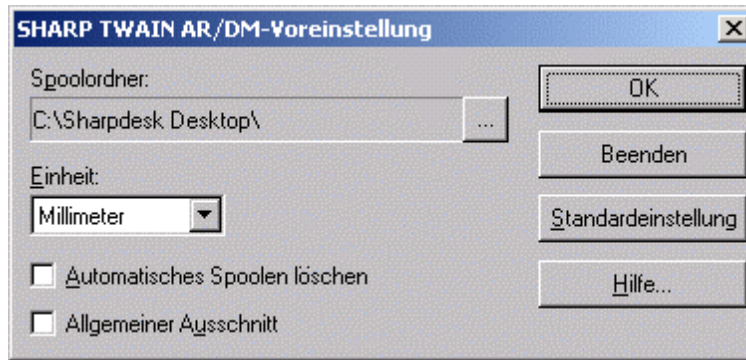 SHARP TWAIN AR/DM-Voreinstellung
Spoolordner:
C:\Sharpdesk Desktop\
...
Einheit:
Millimeter
Automatisches Spoolen löschen
Allgemeiner Ausschnitt
OK
Beenden
Standardeinstellung
Hilfe...